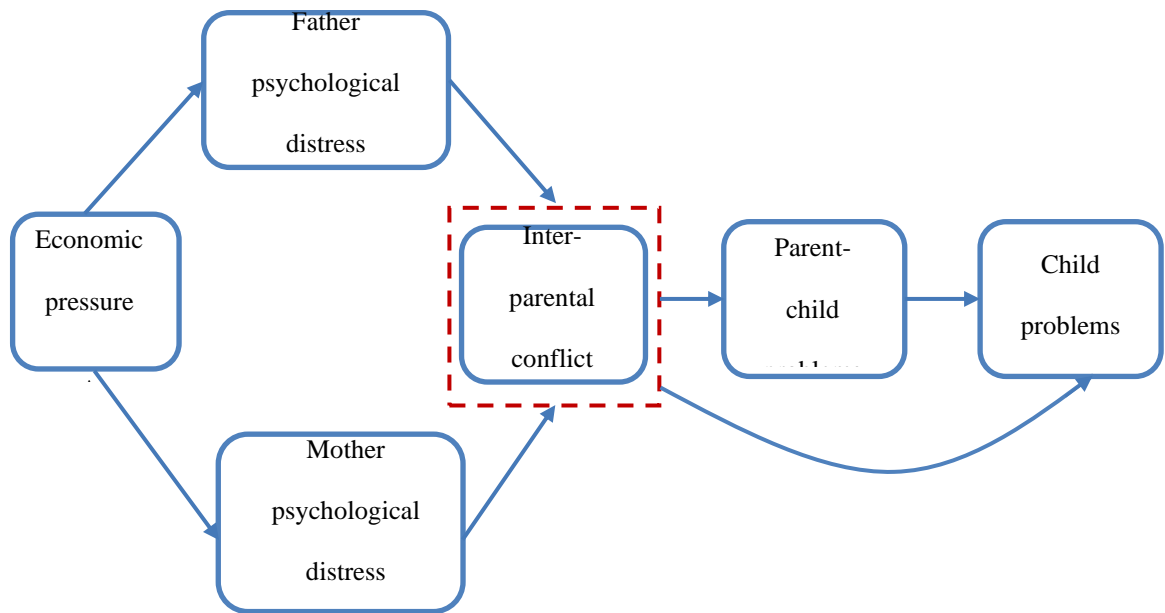 Father
psychological
distress
Economic
pressure
Inter-
parental
conflict
Parent-
child
Child
problems
Mother
psychological
distress